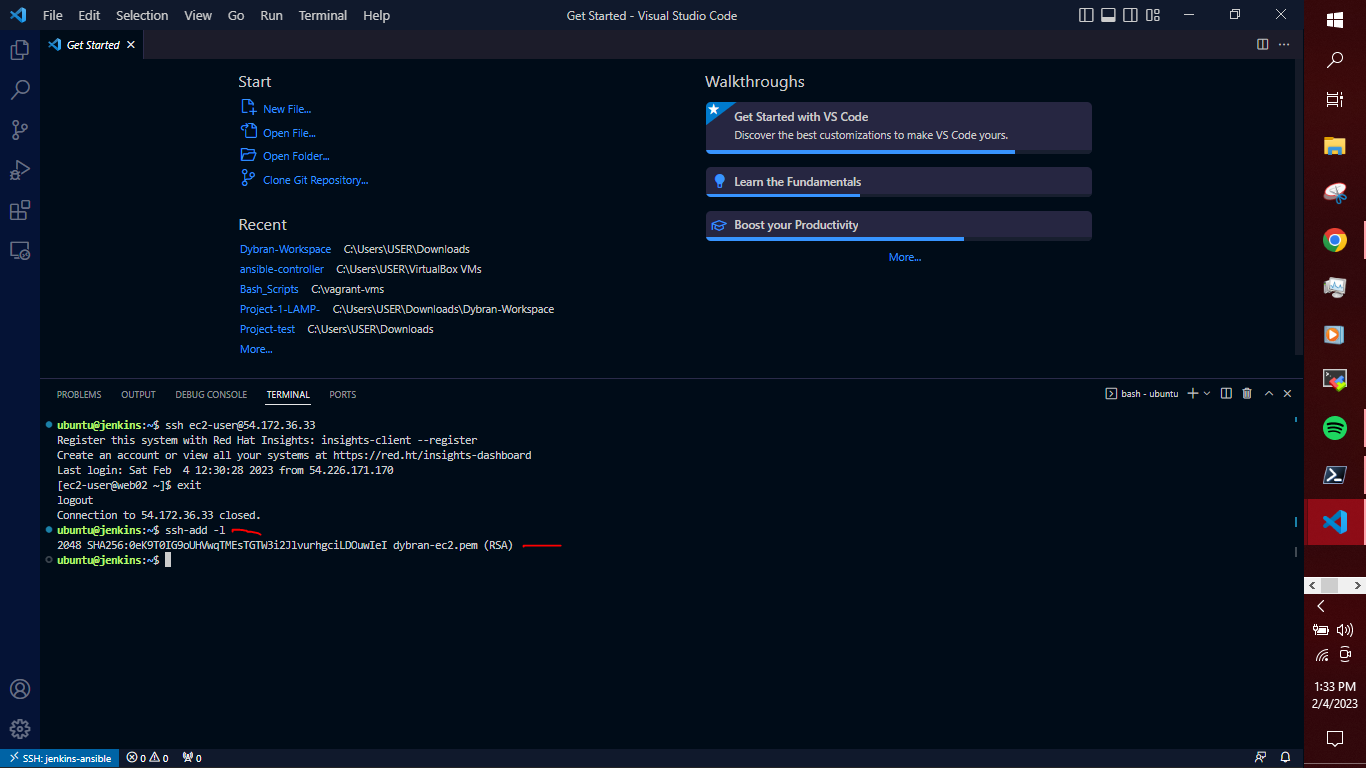 File Edit Selection View Go Run Terminal Help
Get Started - Visual Studio Code
Get Started
Start
New File...
Open File...
Open Folder...
Clone Git Repository...
Recent
Dybran-Workspace C:\Users\USER\Downloads
ansible-controller C:\Users\USER\VirtualBox VMs
Bash_Scripts C:\vagrant-vms
Project-1-LAMP- C:\Users\USER\Downloads\Dybran-Workspace
Project-test C:\Users\USER\Downloads
More...
Walkthroughs
Get Started with VS Code
Discover the best customizations to make VS Code yours.
Learn the Fundamentals
Boost your Productivity
More...
PROBLEMS OUTPUT DEBUG CONSOLE TERMINAL PORTS
bash - ubuntu
ubuntu@jenkins:~$ ssh ec2-user@54.172.36.33
Register this system with Red Hat Insights: insights-client --register
Create an account or view all your systems at https://red.ht/insights-dashboard
Last login: Sat Feb  4 12:30:28 2023 from 54.226.171.170
[ec2-user@web02 ~]$ exit
logout
Connection to 54.172.36.33 closed.
ubuntu@jenkins:~$ ssh-add -l
2048 SHA256:0eK9T0IG9oUHVwqTMEsTGTW3i2JlvurhgciLDOuwIeI dybran-ec2.pem (RSA)
ubuntu@jenkins:~$
SSH: jenkins-ansible 0 0 0
1:33 PM
2/4/2023